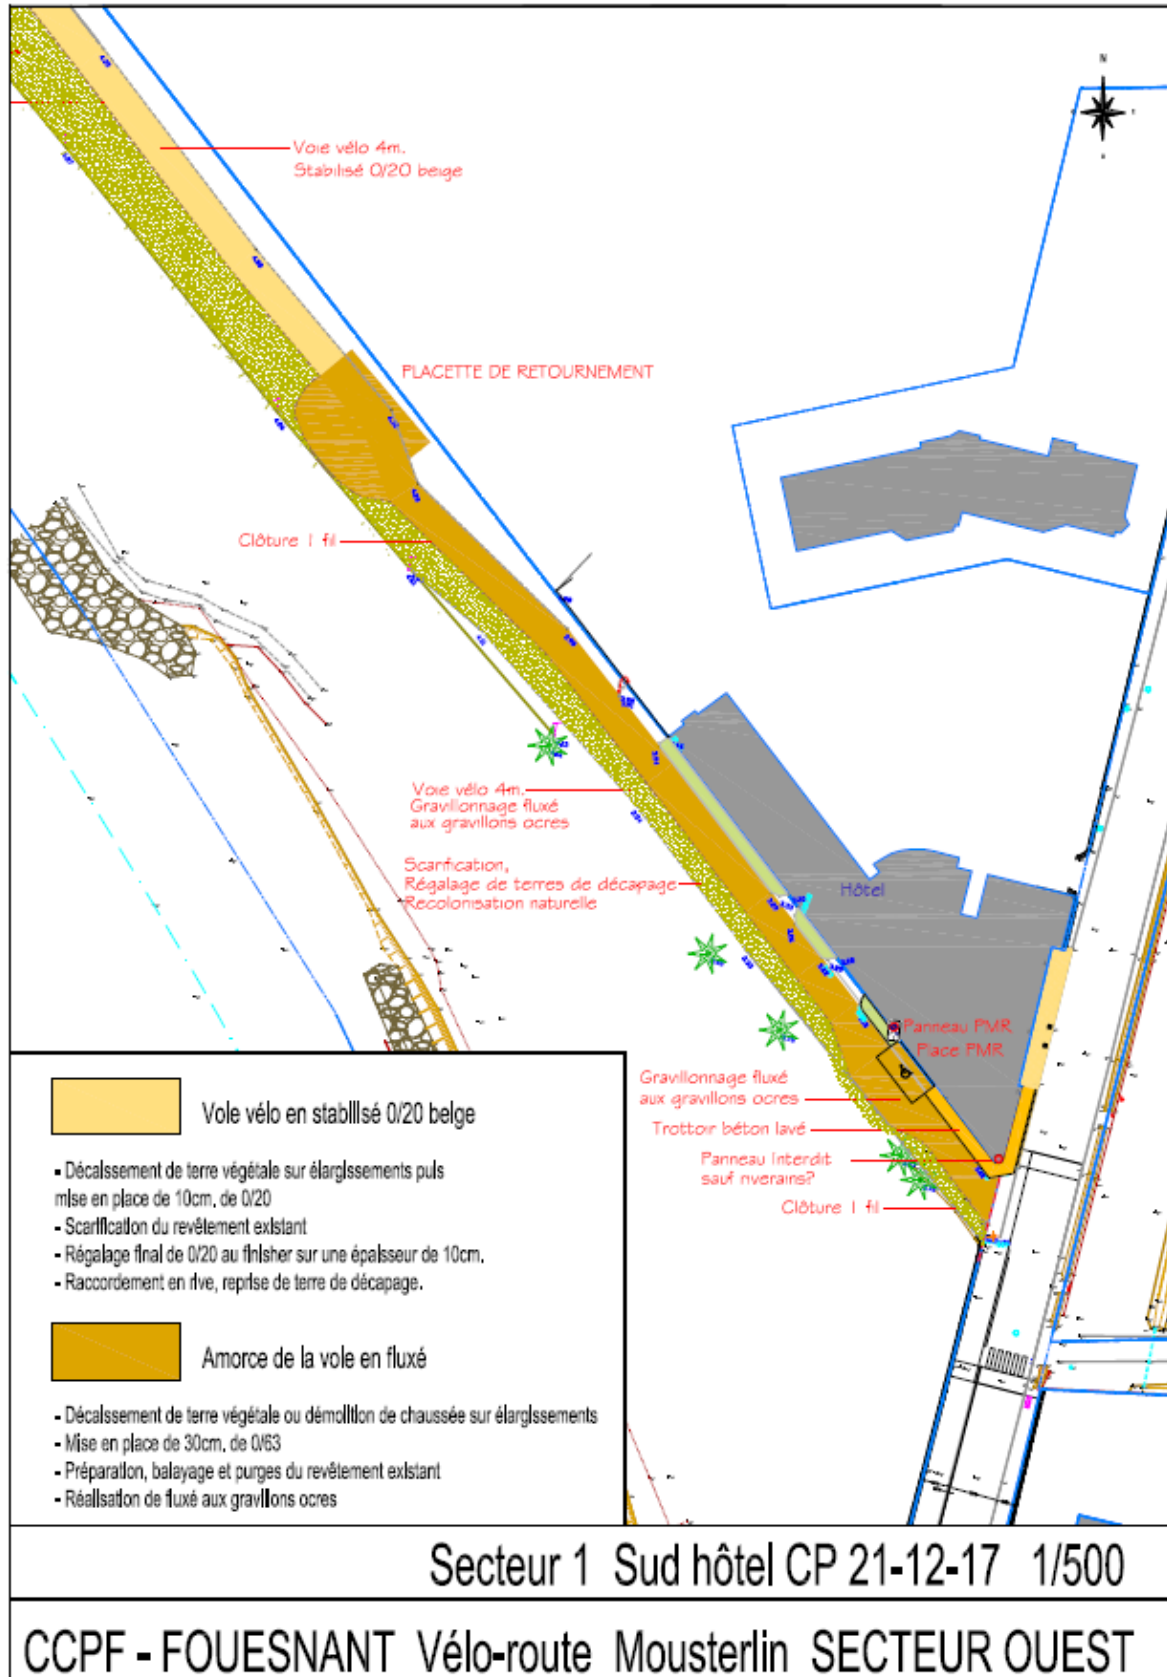 N
Voie vélo 4m.
Stabilisé 0/20 beige
PLACETTE DE RETOURNEMENT
Clôture 1 fil
Voie vélo 4m.
Gravillonnage fluxé
aux gravillons ocres
Scarification,
Régalage de terres de décapage
Recolonisation naturelle
Hôtel
Panneau PMR
Place PMR
Gravillonnage fluxé
aux gravillons ocres
Trottoir béton lavé
Panneau Interdit
sauf riverains?
Clôture 1 fil
Voie vélo en stabilisé 0/20 beige
- Décaissement de terre végétale sur élargissements puis
mise en place de 10cm. de 0/20
- Scarification du revêtement existant
- Régalage final de 0/20 au finisher sur une épaisseur de 10cm.
- Raccordement en rive, reprise de terre de décapage.
Amorce de la voie en fluxé
- Décaissement de terre végétale ou démolition de chaussée sur élargissements
- Mise en place de 30cm. de 0/63
- Préparation, balayage et purges du revêtement existant
- Réalisation de fluxé aux gravillons ocres
Secteur 1 Sud hôtel CP 21-12-17 1/500
CCPF - FOUESNANT Vélo-route Mousterlin SECTEUR OUEST